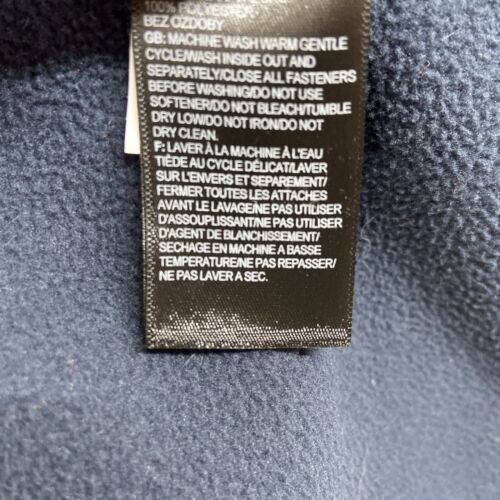 100% POLYESTER
BEZ OZDOBY
GB: MACHINE WASH WARM GENTLE
CYCLE/WASH INSIDE OUT AND
SEPARATELY/CLOSE ALL FASTENERS
BEFORE WASHING/DO NOT USE
SOFTENER/DO NOT BLEACH/TUMBLE
DRY LOW/DO NOT IRON/DO NOT
DRY CLEAN.
F: LAVER À LA MACHINE À L'EAU
TIÈDE AU CYCLE DÉLICAT/LAVER
SUR L'ENVERS ET SEPAREMENT/
FERMER TOUTES LES ATTACHES
AVANT LE LAVAGE/NE PAS UTILISER
D'ASSOUPLISSANT/NE PAS UTILISER
D'AGENT DE BLANCHISSEMENT/
SECHAGE EN MACHINE A BASSE
TEMPERATURE/NE PAS REPASSER/
NE PAS LAVER A SEC.